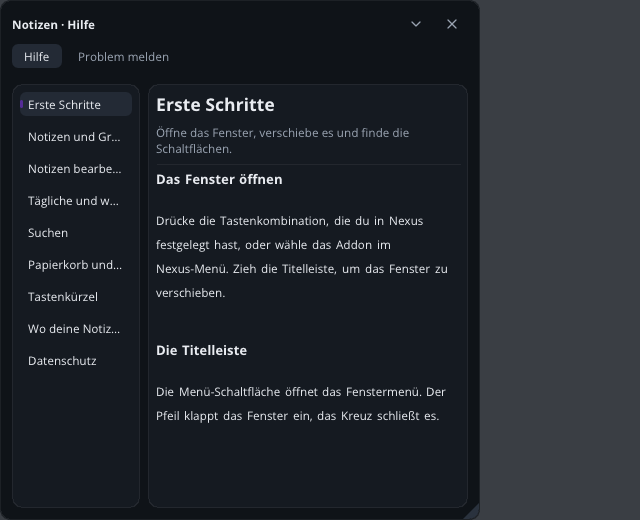 Notizen · Hilfe
Hilfe
Problem melden
Erste Schritte
Notizen und Gr...
Notizen bearbe...
Tägliche und w...
Suchen
Papierkorb und...
Tastenkürzel
Wo deine Notiz...
Datenschutz
Erste Schritte
Öffne das Fenster, verschiebe es und finde die
Schaltflächen.
Das Fenster öffnen
Drücke die Tastenkombination, die du in Nexus
festgelegt hast, oder wähle das Addon im
Nexus-Menü. Zieh die Titelleiste, um das Fenster zu
verschieben.
Die Titelleiste
Die Menü-Schaltfläche öffnet das Fenstermenü. Der
Pfeil klappt das Fenster ein, das Kreuz schließt es.